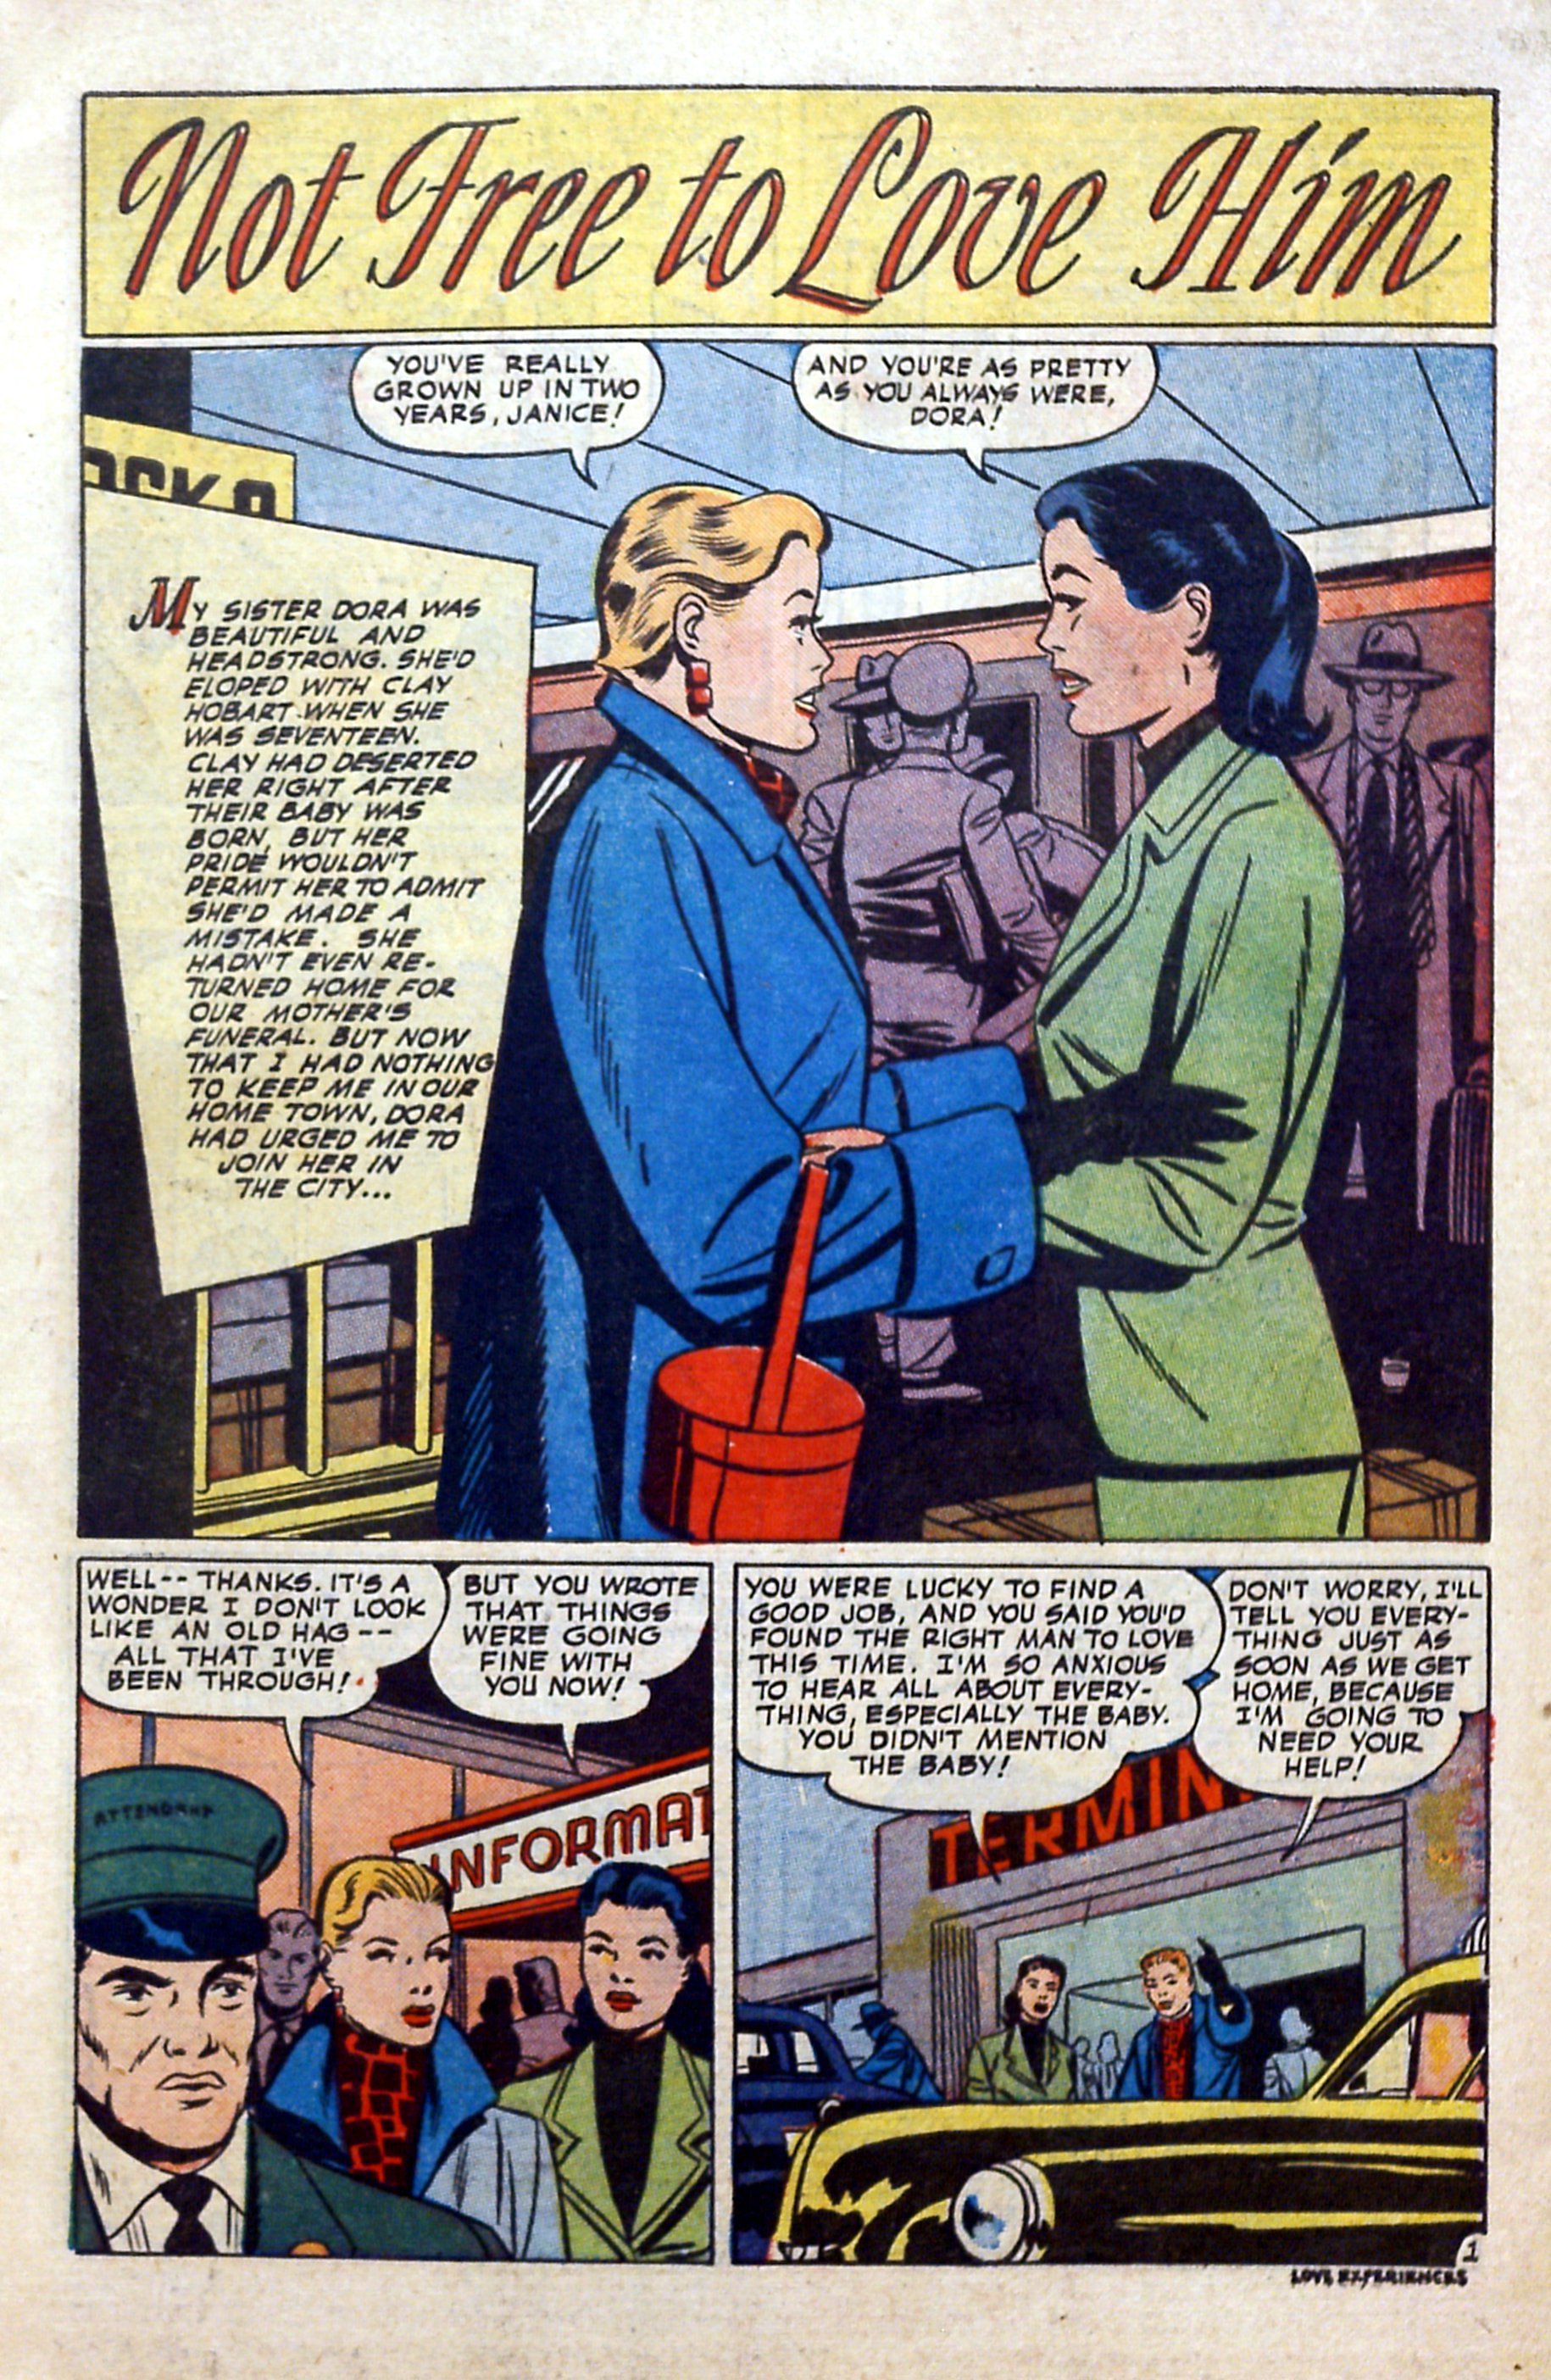 Not Free to Love Him
YOU'VE REALLY
GROWN UP IN TWO
YEARS, JANICE!
AND YOU'RE AS PRETTY
AS YOU ALWAYS WERE,
DORA!
MY SISTER DORA WAS
BEAUTIFUL AND
HEADSTRONG. SHE'D
ELOPED WITH CLAY
HOBART WHEN SHE
WAS SEVENTEEN.
CLAY HAD DESERTED
HER RIGHT AFTER
THEIR BABY WAS
BORN, BUT HER
PRIDE WOULDN'T
PERMIT HER TO ADMIT
SHE'D MADE A
MISTAKE. SHE
HADN'T EVEN RE-
TURNED HOME FOR
OUR MOTHER'S
FUNERAL. BUT NOW
THAT I HAD NOTHING
TO KEEP ME IN OUR
HOME TOWN, DORA
HAD URGED ME TO
JOIN HER IN
THE CITY...
WELL-- THANKS. IT'S A
WONDER I DON'T LOOK
LIKE AN OLD HAG --
ALL THAT I'VE
BEEN THROUGH!
BUT YOU WROTE
THAT THINGS
WERE GOING
FINE WITH
YOU NOW!
ATTENDANT
INFORMAT
YOU WERE LUCKY TO FIND A
GOOD JOB, AND YOU SAID YOU'D
FOUND THE RIGHT MAN TO LOVE
THIS TIME. I'M SO ANXIOUS
TO HEAR ALL ABOUT EVERY-
THING, ESPECIALLY THE BABY.
YOU DIDN'T MENTION
THE BABY!
DON'T WORRY, I'LL
TELL YOU EVERY-
THING JUST AS
SOON AS WE GET
HOME, BECAUSE
I'M GOING TO
NEED YOUR
HELP!
TERMIN
1
LOVE EXPERIENCES